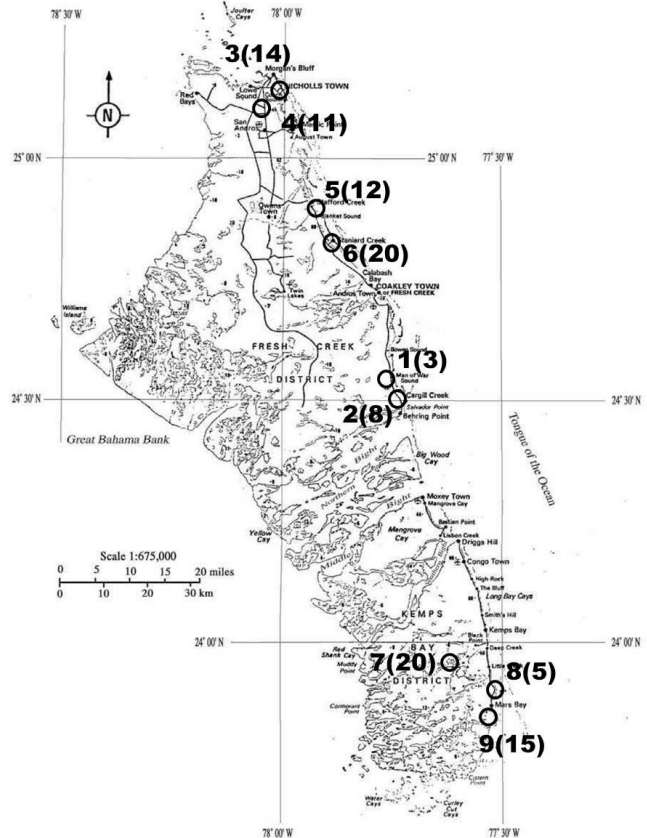 78° 30' W
78° 00' W
Joulter
Cays
3(14)
Morgan's Bluff
NICHOLLS TOWN
Lowe
Sound
Red
Bays
N
San
Andros
4(11)
August Town
25° 00 N
25° 00' N
77° 30' W
5(12)
Stafford Creek
Blanket Sound
Owens
Town
Staniard Creek
6(20)
Calabash
Bay
COAKLEY TOWN
Andros Town or FRESH CREEK
Twin
Lakes
Williams
Island
FRESH CREEK
DISTRICT
1(3)
Man of War
Sound
24° 30' N
24° 30' N
Cargill Creek
2(8)
Salvador Point
Behring Point
Great Bahama Bank
Tongue of the Ocean
Big Wood
Cay
Northern Bight
Moxey Town
Mangrove Cay
Bight
Yellow
Cay
Mangrove
Cay
Bastian Point
Lisbon Creek
Driggs Hill
Middle
Congo Town
Scale 1:675,000
0 5 10 15 20 miles
0 10 20 30 km
High Rock
The Bluff
Long Bay Cays
KEMPS
Smith's Hill
Kemps Bay
24° 00' N
24° 00' N
BAY
Black
Point
Deep Creek
Red
Shank Cay
Muddy
Point
7(20)
Little
DISTRICT
8(5)
Mars Bay
Cormorant
Point
9(15)
Cistern
Point
Water
Cays
Curley
Cut
Cays
78° 00' W
77° 30' W